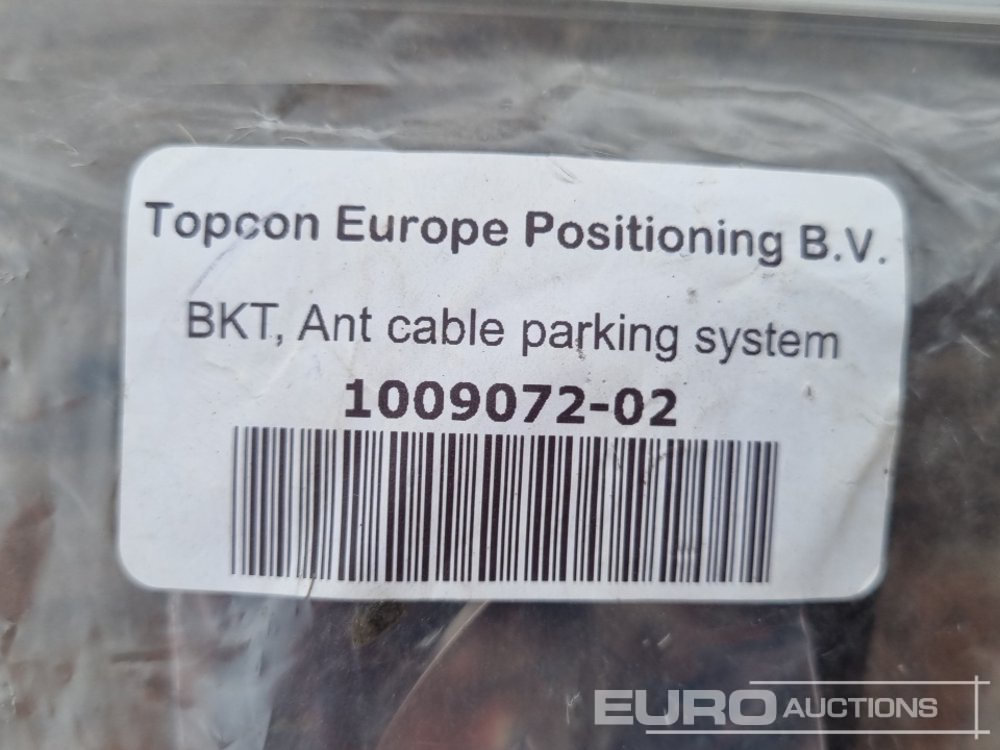 Topcon Europe Positioning B.V.
BKT, Ant cable parking system
1009072-02
EURO AUCTIONS